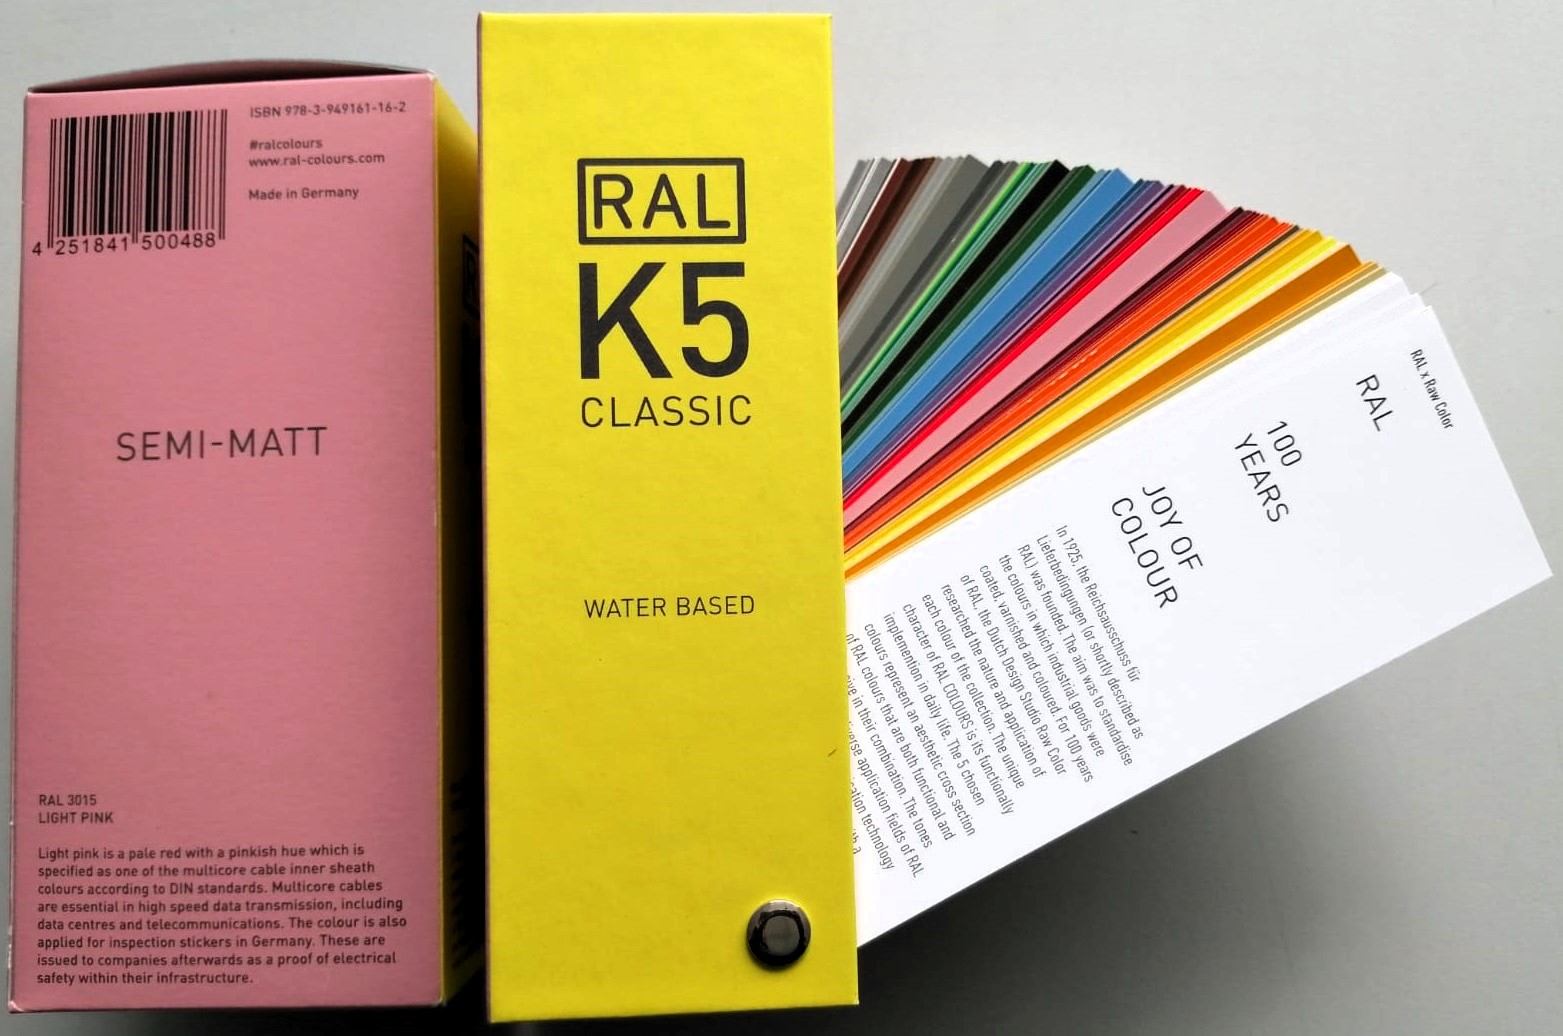 ISBN 978-3-949161-16-2
#ralcolours
www.ral-colours.com
Made in Germany
4 251841 500488
SEMI-MATT
RAL 3015
LIGHT PINK
Light pink is a pale red with a pinkish hue which is
specified as one of the multicore cable inner sheath
colours according to DIN standards. Multicore cables
are essential in high speed data transmission, including
data centres and telecommunications. The colour is also
applied for inspection stickers in Germany. These are
issued to companies afterwards as a proof of electrical
safety within their infrastructure.
RAL
K5
CLASSIC
WATER BASED
RAL x Raw Color
RAL
100
YEARS
JOY OF
COLOUR
In 1925, the Reichsausschuss für
Lieferbedingungen (or shortly described as
RAL) was founded. The aim was to standardise
the colours in which industrial goods were
coated, varnished and coloured. For 100 years
of RAL, the Dutch Design Studio Raw Color
researched the nature and application of
each colour of the collection. The unique
character of RAL COLOURS is its functionally
implemention in daily life. The 5 chosen
colours represent an aesthetic cross section
of RAL colours that are both functional and
in their combination. The tones
application fields of RAL
technology
a